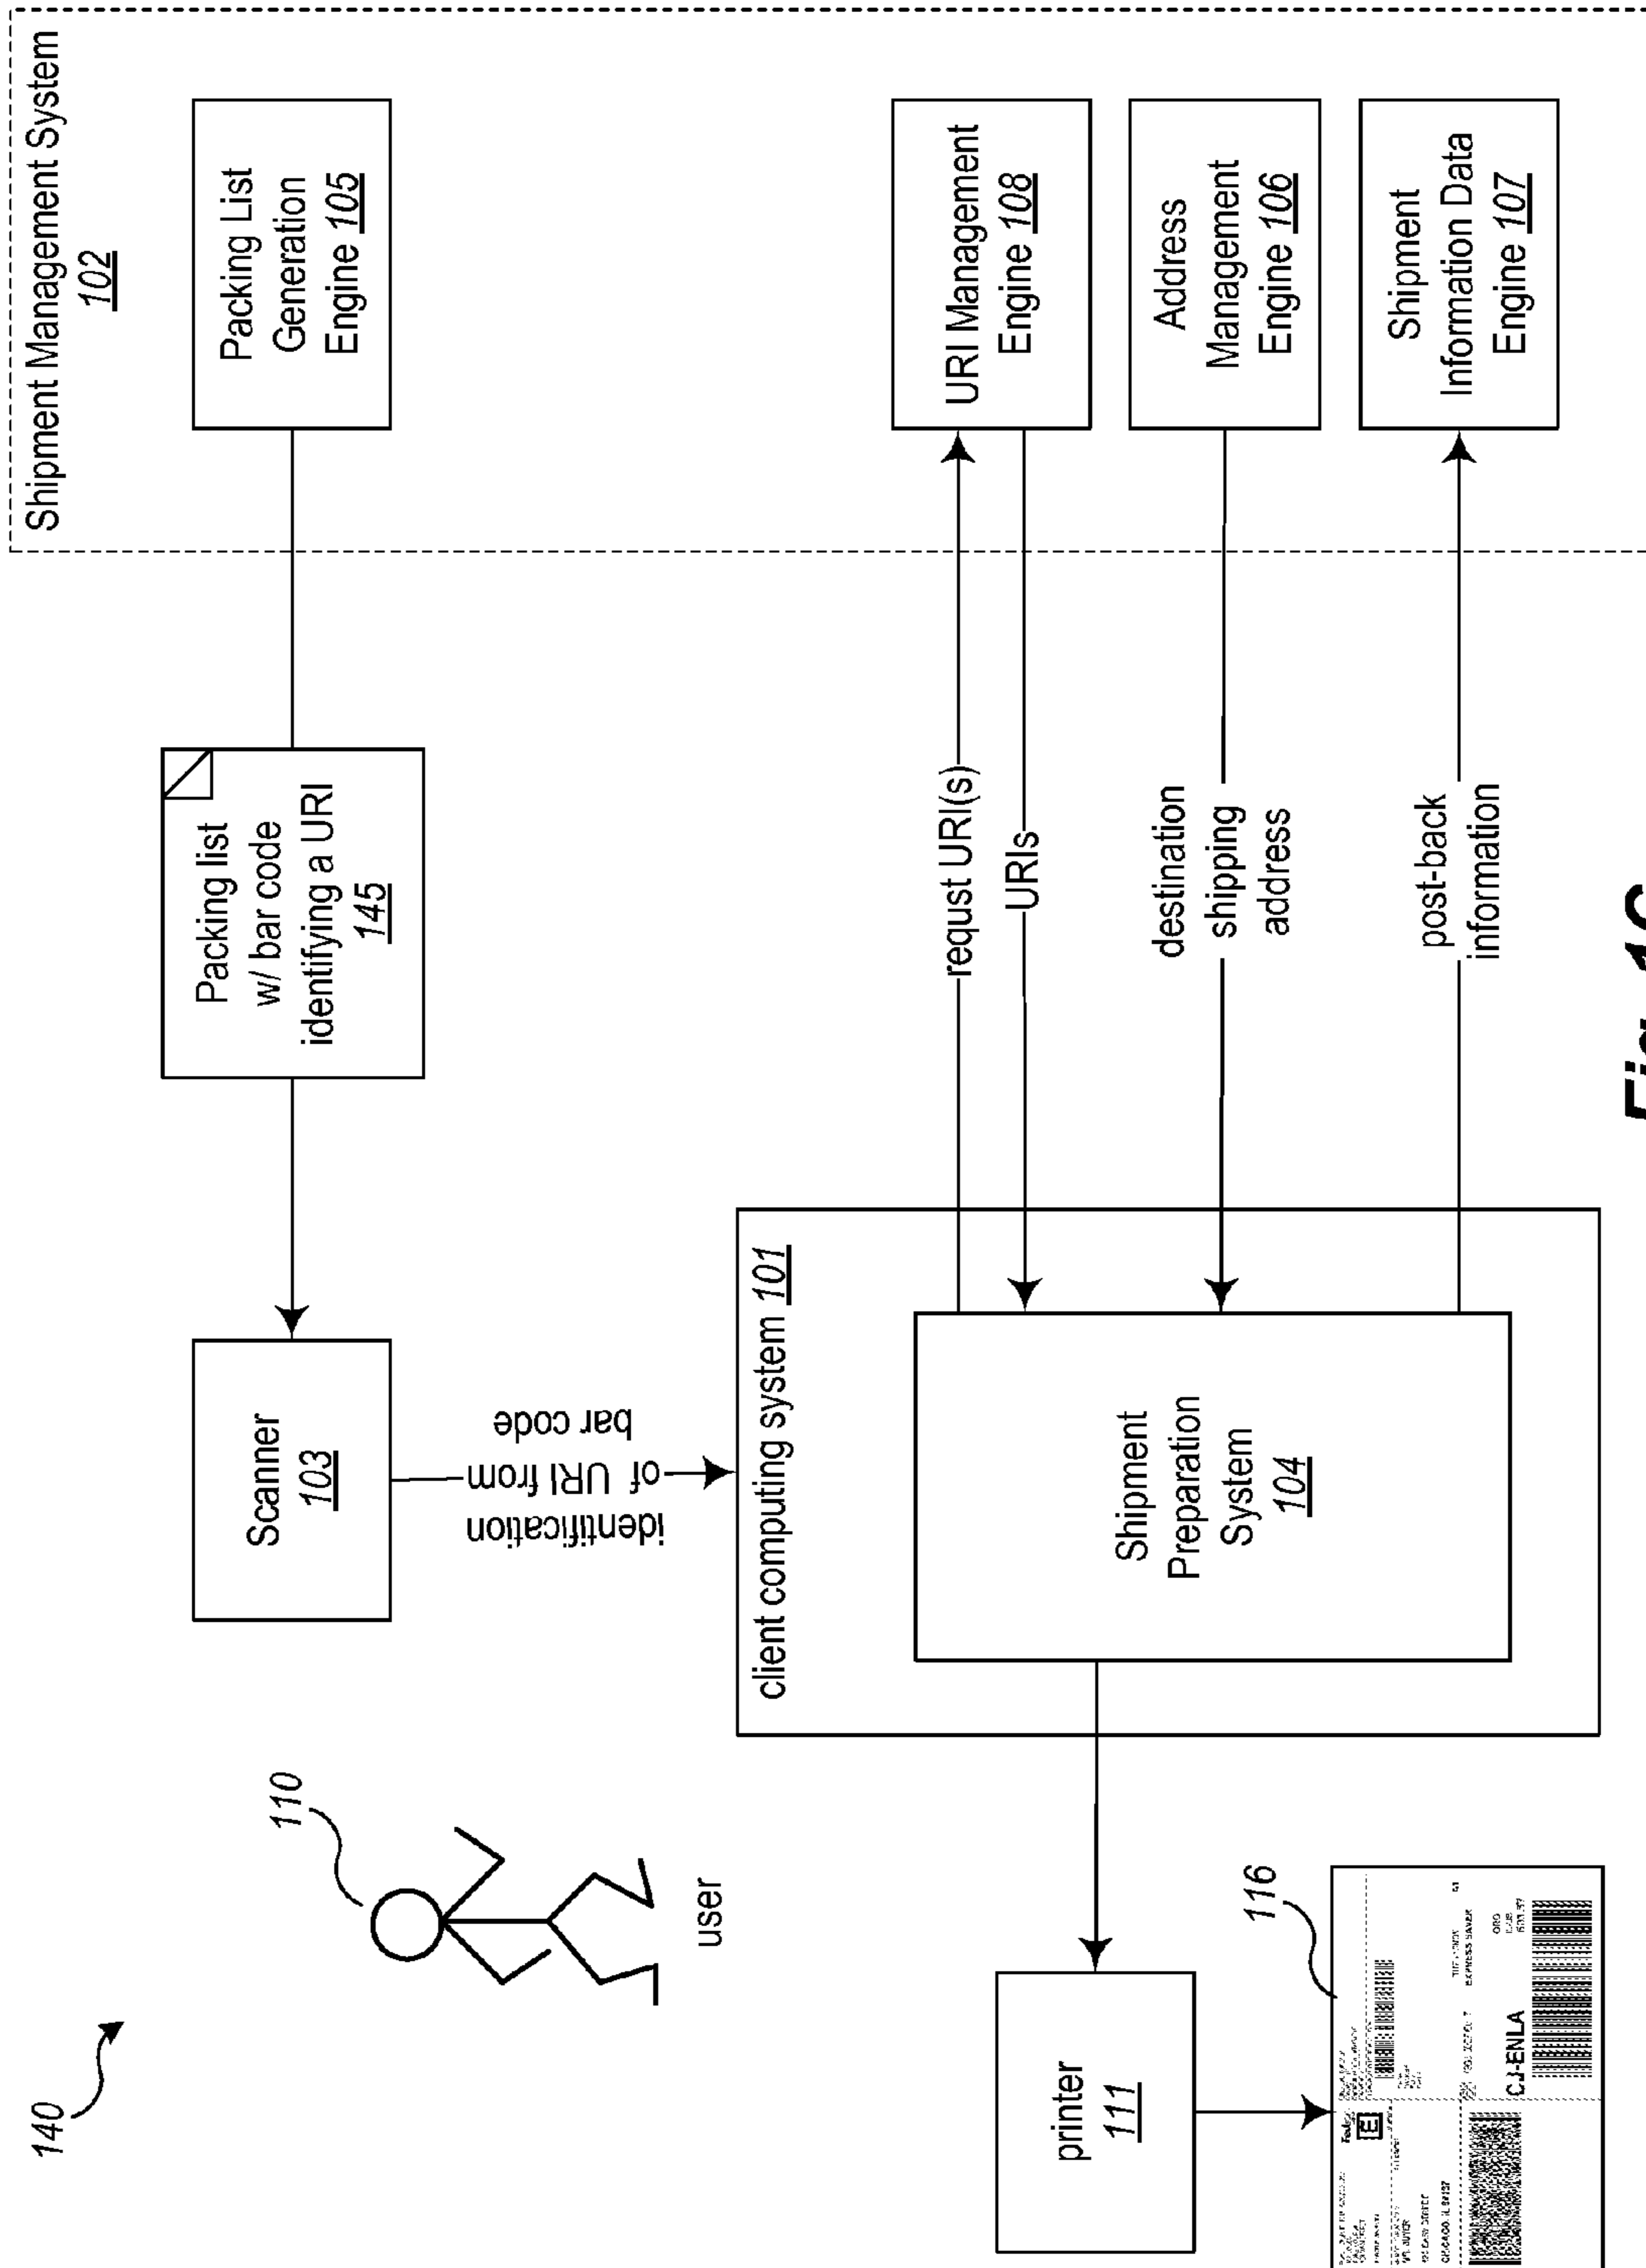 140
110
user
Scanner
103
Packing list
w/ bar code
identifying a URI
145
Shipment Management System
102
Packing List
Generation
Engine 105
identification
of URI from
bar code
client computing system 101
Shipment
Preparation
System
104
requst URI(s)
URIs
destination
shipping
address
post-back
information
URI Management
Engine 108
Address
Management
Engine 106
Shipment
Information Data
Engine 107
printer
111
116
E
EXPRESS SAVER
CJ-ENLA